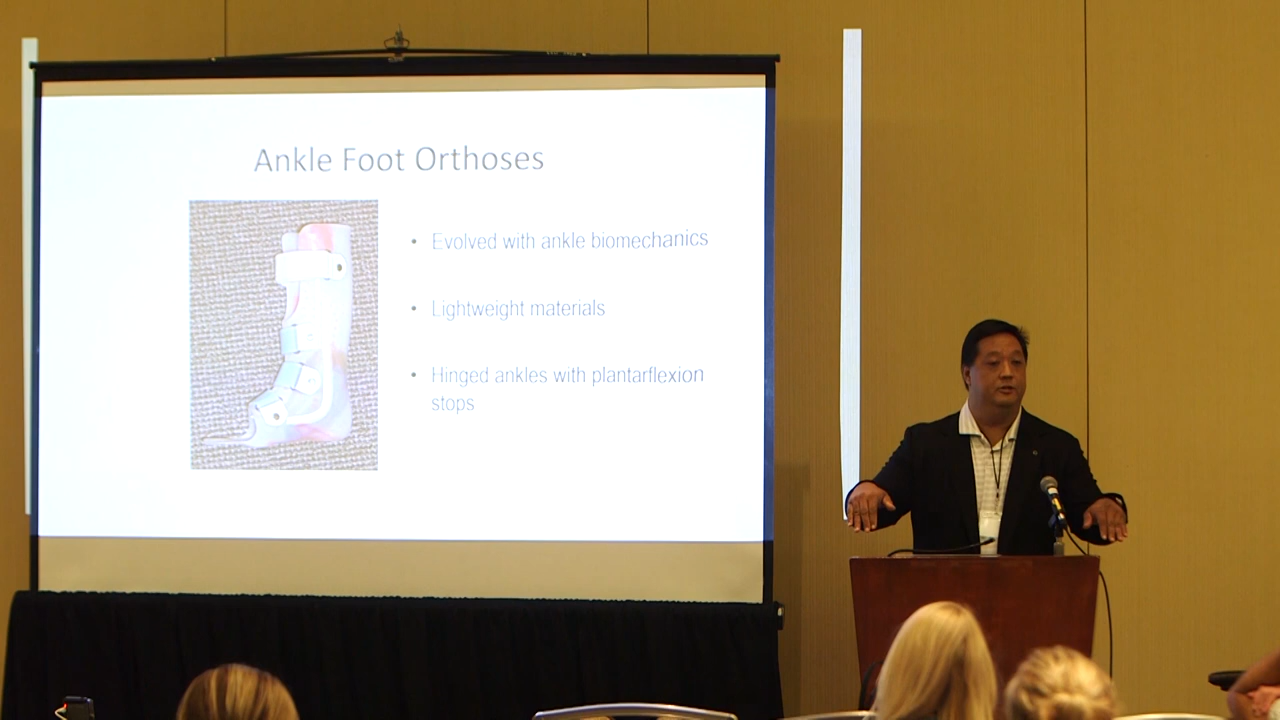 Ankle Foot Orthoses
• Evolved with ankle biomechanics
• Lightweight materials
• Hinged ankles with plantarflexion
stops